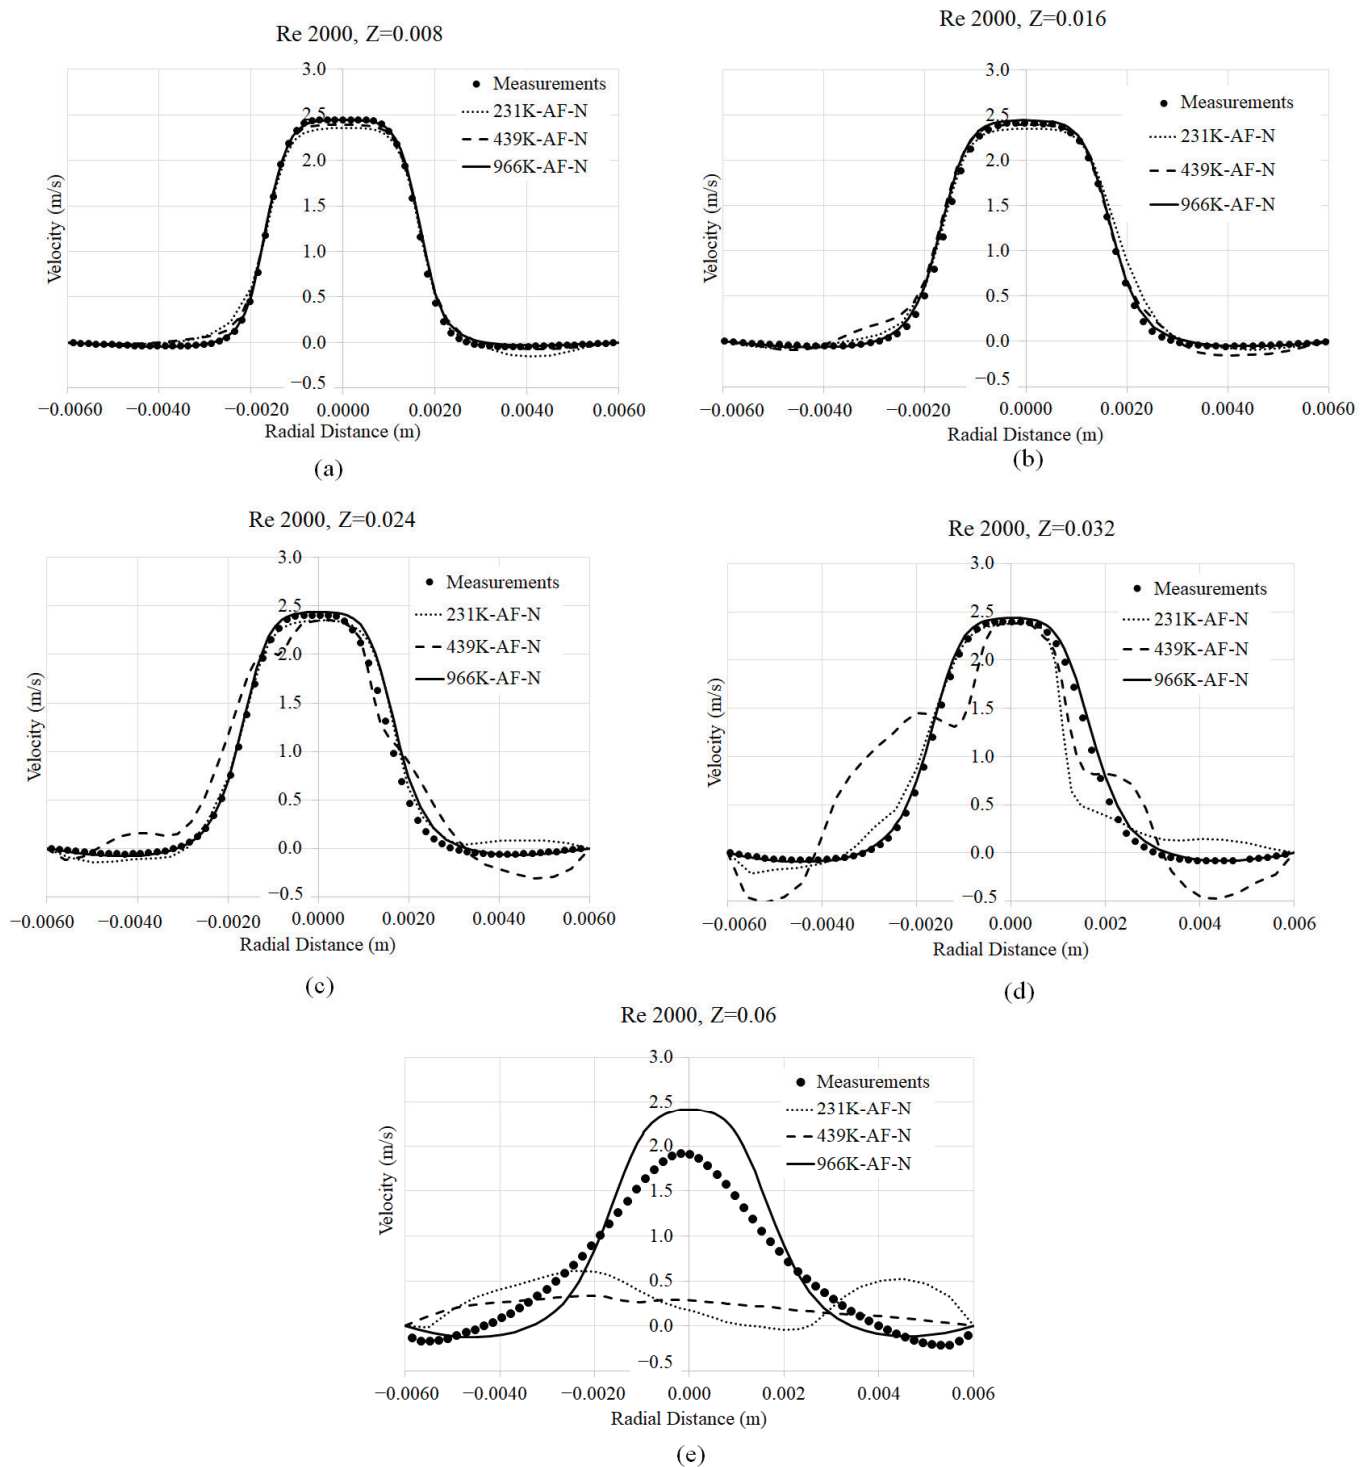 Re 2000, Z=0.008
3.0
2.5
2.0
1.5
1.0
0.5
0.0
−0.5
Velocity (m/s)
Measurements
231K-AF-N
439K-AF-N
966K-AF-N
−0.0060 −0.0040 −0.0020 0.0000 0.0020 0.0040 0.0060
Radial Distance (m)
(a)
Re 2000, Z=0.016
3.0
2.5
2.0
1.5
1.0
0.5
0.0
−0.5
Velocity (m/s)
Measurements
231K-AF-N
439K-AF-N
966K-AF-N
−0.0060 −0.0040 −0.0020 0.0000 0.0020 0.0040 0.0060
Radial Distance (m)
(b)
Re 2000, Z=0.024
3.0
2.5
2.0
1.5
1.0
0.5
0.0
−0.5
Velocity (m/s)
Measurements
231K-AF-N
439K-AF-N
966K-AF-N
−0.0060 −0.0040 −0.0020 0.0000 0.0020 0.0040 0.0060
Radial Distance (m)
(c)
Re 2000, Z=0.032
3.0
2.5
2.0
1.5
1.0
0.5
0.0
−0.5
Velocity (m/s)
Measurements
231K-AF-N
439K-AF-N
966K-AF-N
−0.0060 −0.0040 −0.0020 0.0000 0.0020 0.004 0.006
Radial Distance (m)
(d)
Re 2000, Z=0.06
3.0
2.5
2.0
1.5
1.0
0.5
0.0
−0.5
Velocity (m/s)
Measurements
231K-AF-N
439K-AF-N
966K-AF-N
−0.0060 −0.0040 −0.0020 0.000 0.002 0.004 0.006
Radial Distance (m)
(e)